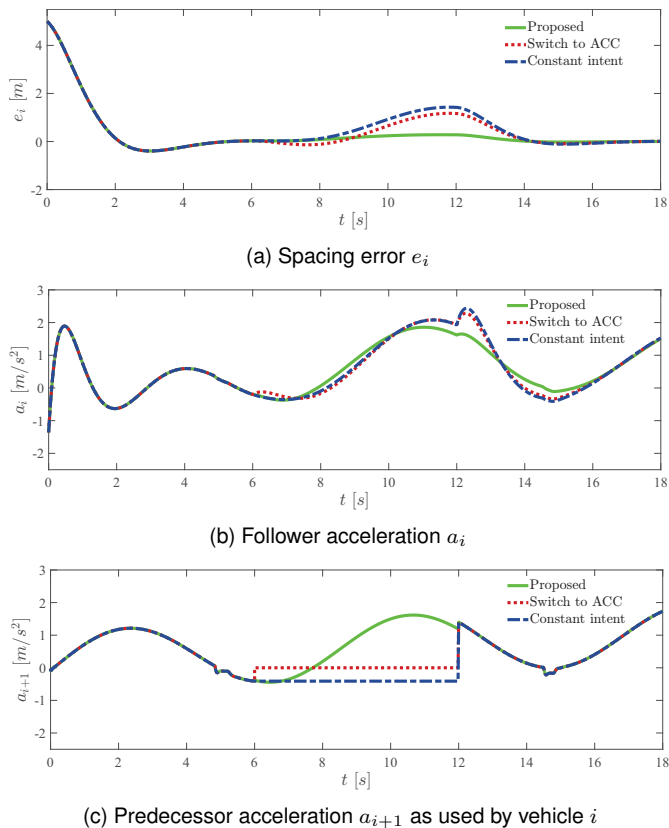 Proposed
Switch to ACC
Constant intent
4
2
0
-2
e_i [m]
0 2 4 6 8 10 12 14 16 18
t [s]
(a) Spacing error e_i
Proposed
Switch to ACC
Constant intent
3
2
1
0
-1
-2
a_i [m/s²]
0 2 4 6 8 10 12 14 16 18
t [s]
(b) Follower acceleration a_i
Proposed
Switch to ACC
Constant intent
3
2
1
0
-1
-2
a_{i+1} [m/s²]
0 2 4 6 8 10 12 14 16 18
t [s]
(c) Predecessor acceleration a_{i+1} as used by vehicle i